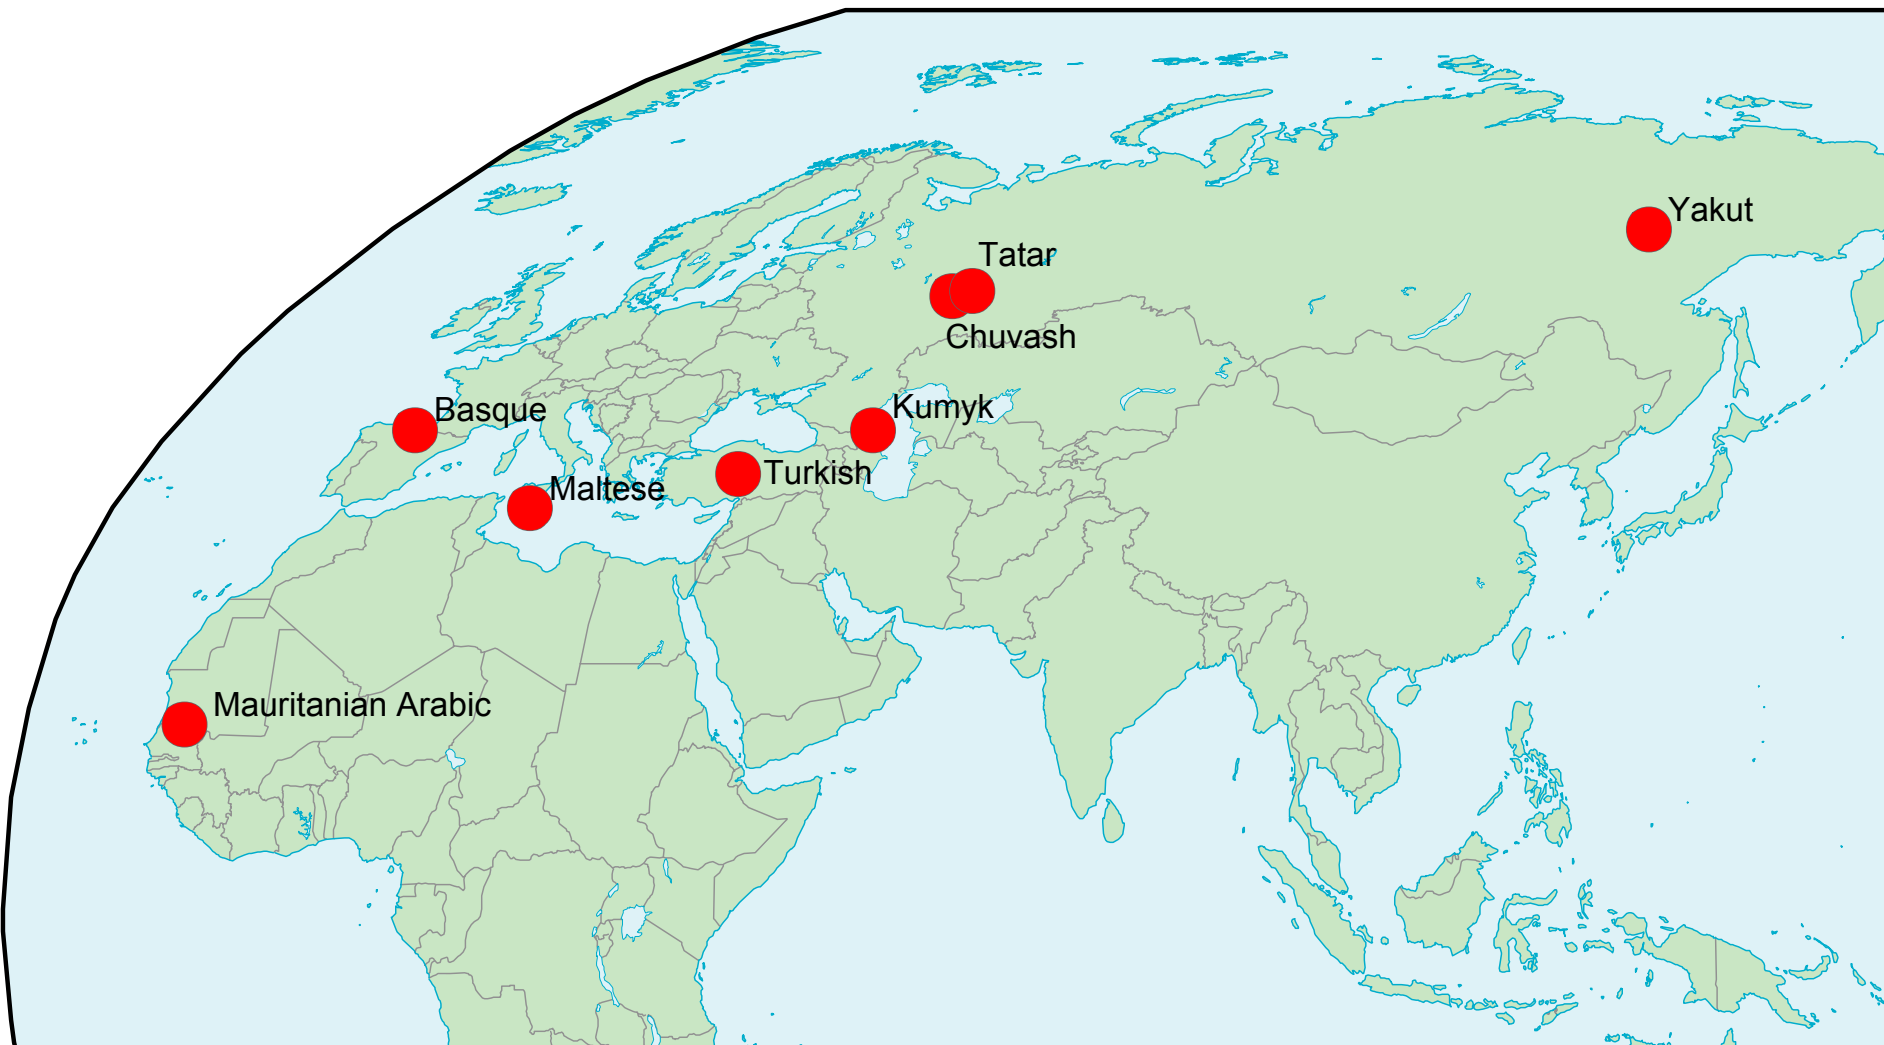 Yakut
Tatar
Chuvash
Basque
Kumyk
Turkish
Maltese
Mauritanian Arabic